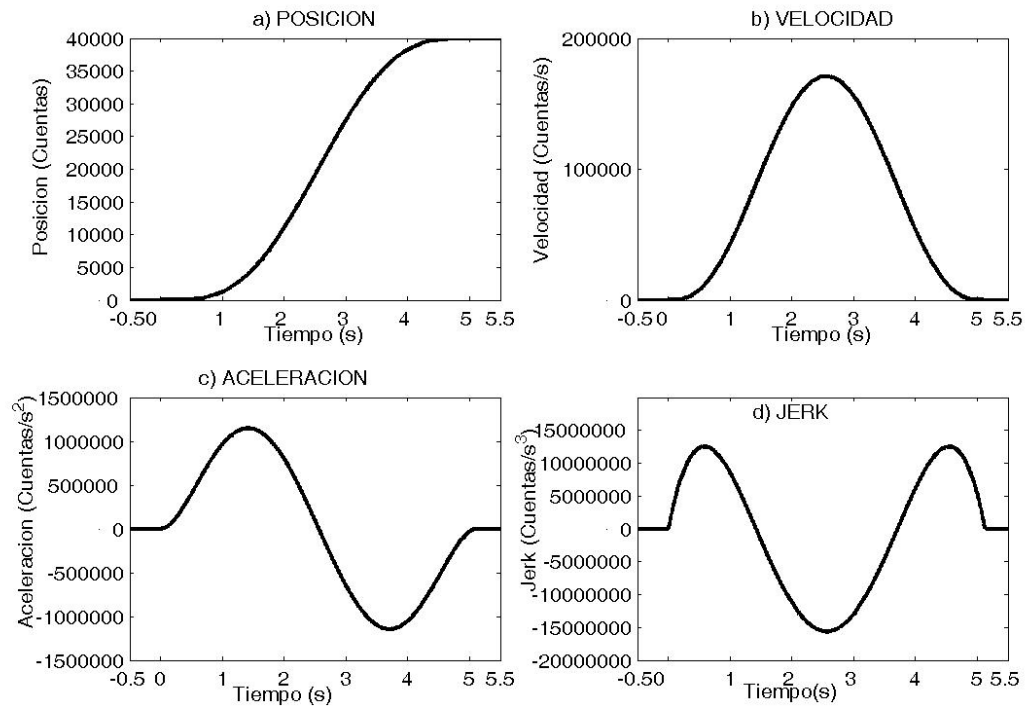 a) POSICION
40000
35000
30000
25000
20000
15000
10000
5000
0
Posicion (Cuentas)
-0.50 1 2 3 4 5 5.5
Tiempo (s)
b) VELOCIDAD
200000
100000
0
Velocidad (Cuentas/s)
-0.50 1 2 3 4 5 5.5
Tiempo (s)
c) ACELERACION
1500000
1000000
500000
0
-500000
-1000000
-1500000
Aceleracion (Cuentas/s²)
-0.5 0 1 2 3 4 5 5.5
Tiempo (s)
d) JERK
15000000
10000000
5000000
0
-5000000
-10000000
-15000000
-20000000
Jerk (Cuentas/s³)
-0.50 1 2 3 4 5 5.5
Tiempo(s)